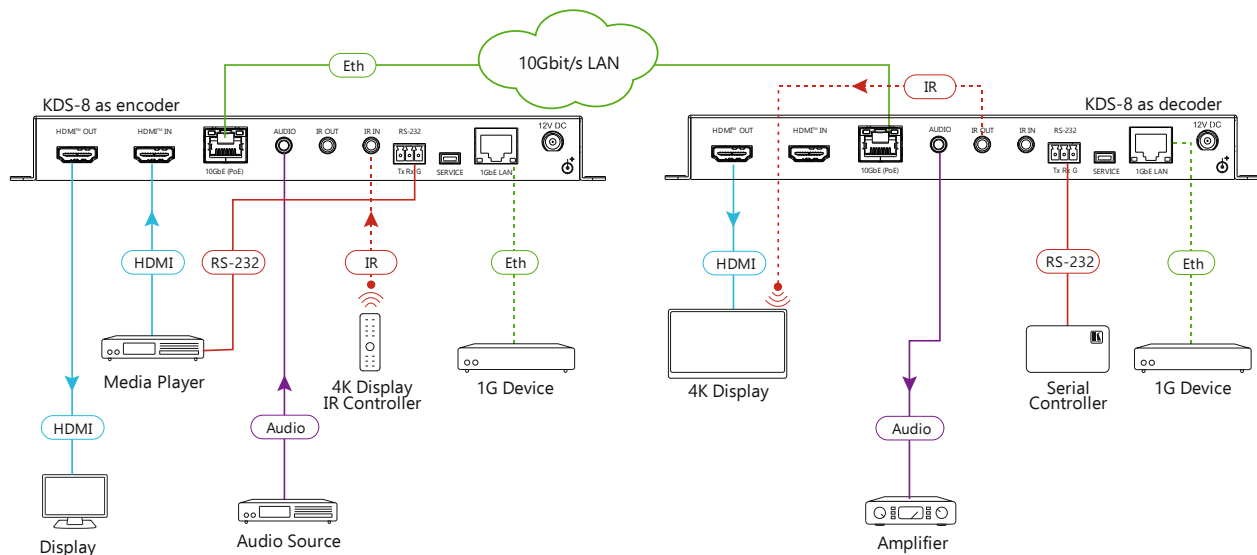 10Gbit/s LAN
Eth
IR
KDS-8 as encoder
KDS-8 as decoder
HDMI™ OUT
HDMI™ IN
AUDIO
IR OUT
IR IN
RS-232
12V DC
10GbE (PoE)
Tx Rx G
SERVICE
1GbE LAN
HDMI™ OUT
HDMI™ IN
AUDIO
IR OUT
IR IN
RS-232
12V DC
10GbE (PoE)
Tx Rx G
SERVICE
1GbE LAN
HDMI
RS-232
IR
Eth
HDMI
RS-232
Eth
Media Player
4K Display
IR Controller
1G Device
4K Display
Serial
Controller
1G Device
HDMI
Audio
Audio
Display
Audio Source
Amplifier